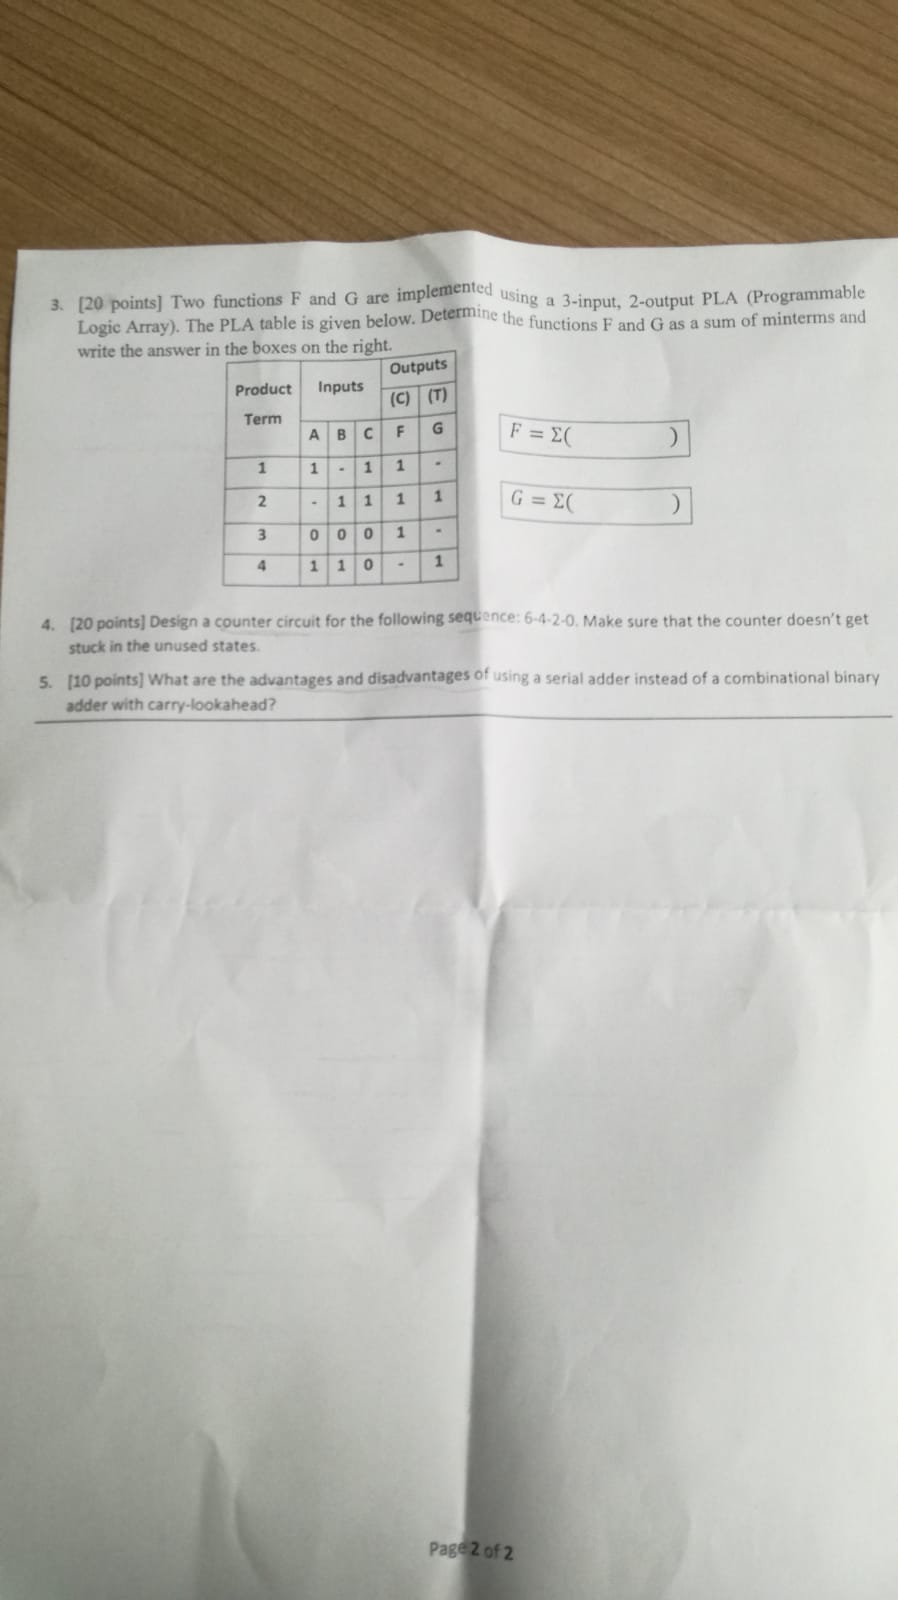 3. [20 points] Two functions F and G are implemented using a 3-input, 2-output PLA (Programmable
Logic Array). The PLA table is given below. Determine the functions F and G as a sum of minterms and
write the answer in the boxes on the right.
Product Term Inputs Outputs
(C) (T)
A B C F G
1 1 - 1 1 -
2 - 1 1 1 1
3 0 0 0 1 -
4 1 1 0 - 1
F = Σ( )
G = Σ( )
4. [20 points] Design a counter circuit for the following sequence: 6-4-2-0. Make sure that the counter doesn't get
stuck in the unused states.
5. [10 points] What are the advantages and disadvantages of using a serial adder instead of a combinational binary
adder with carry-lookahead?
Page 2 of 2